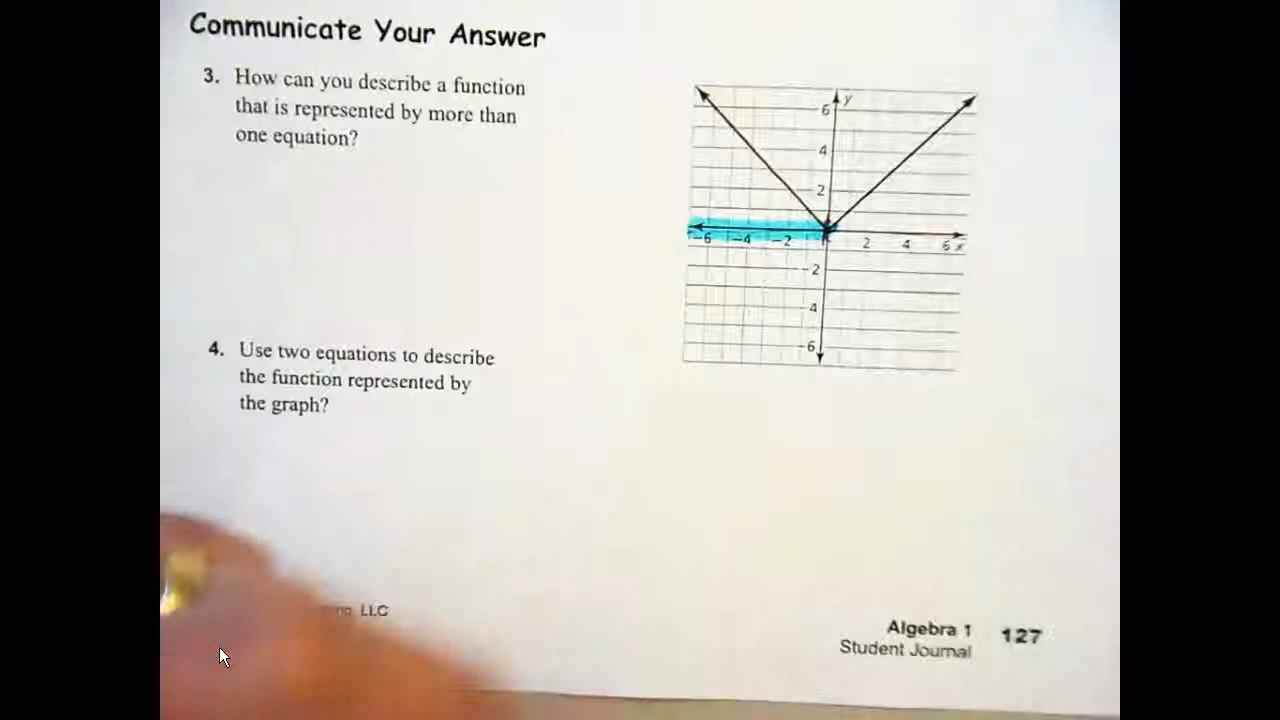 Communicate Your Answer
3. How can you describe a function
that is represented by more than
one equation?
6 y
4
2
-6 -4 -2 2 4 6 x
-2
4
-6
4. Use two equations to describe
the function represented by
the graph?
LLC
Algebra 1 127
Student Journal